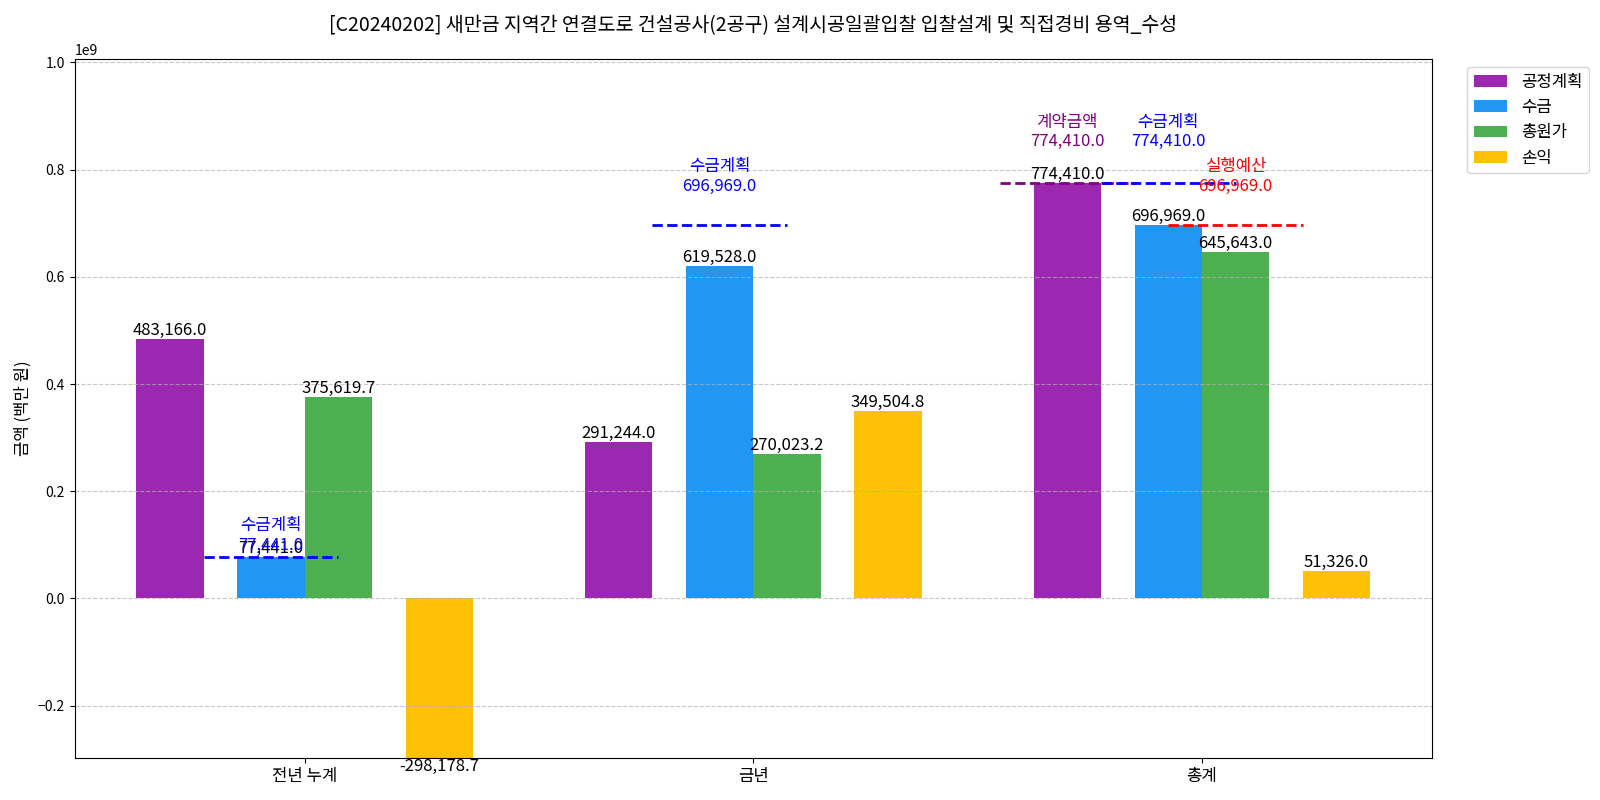 [C20240202] 새만금 지역간 연결도로 건설공사(2공구) 설계시공일괄입찰 입찰설계 및 직접경비 용역_수성
1e9
1.0
0.8
0.6
0.4
0.2
0.0
−0.2
금액 (백만 원)
483,166.0
수금계획
77,441.0
77,441.0
375,619.7
-298,178.7
291,244.0
수금계획
696,969.0
619,528.0
270,023.2
349,504.8
계약금액
774,410.0
774,410.0
수금계획
774,410.0
696,969.0
실행예산
696,969.0
645,643.0
51,326.0
전년 누계
금년
총계
공정계획
수금
총원가
손익